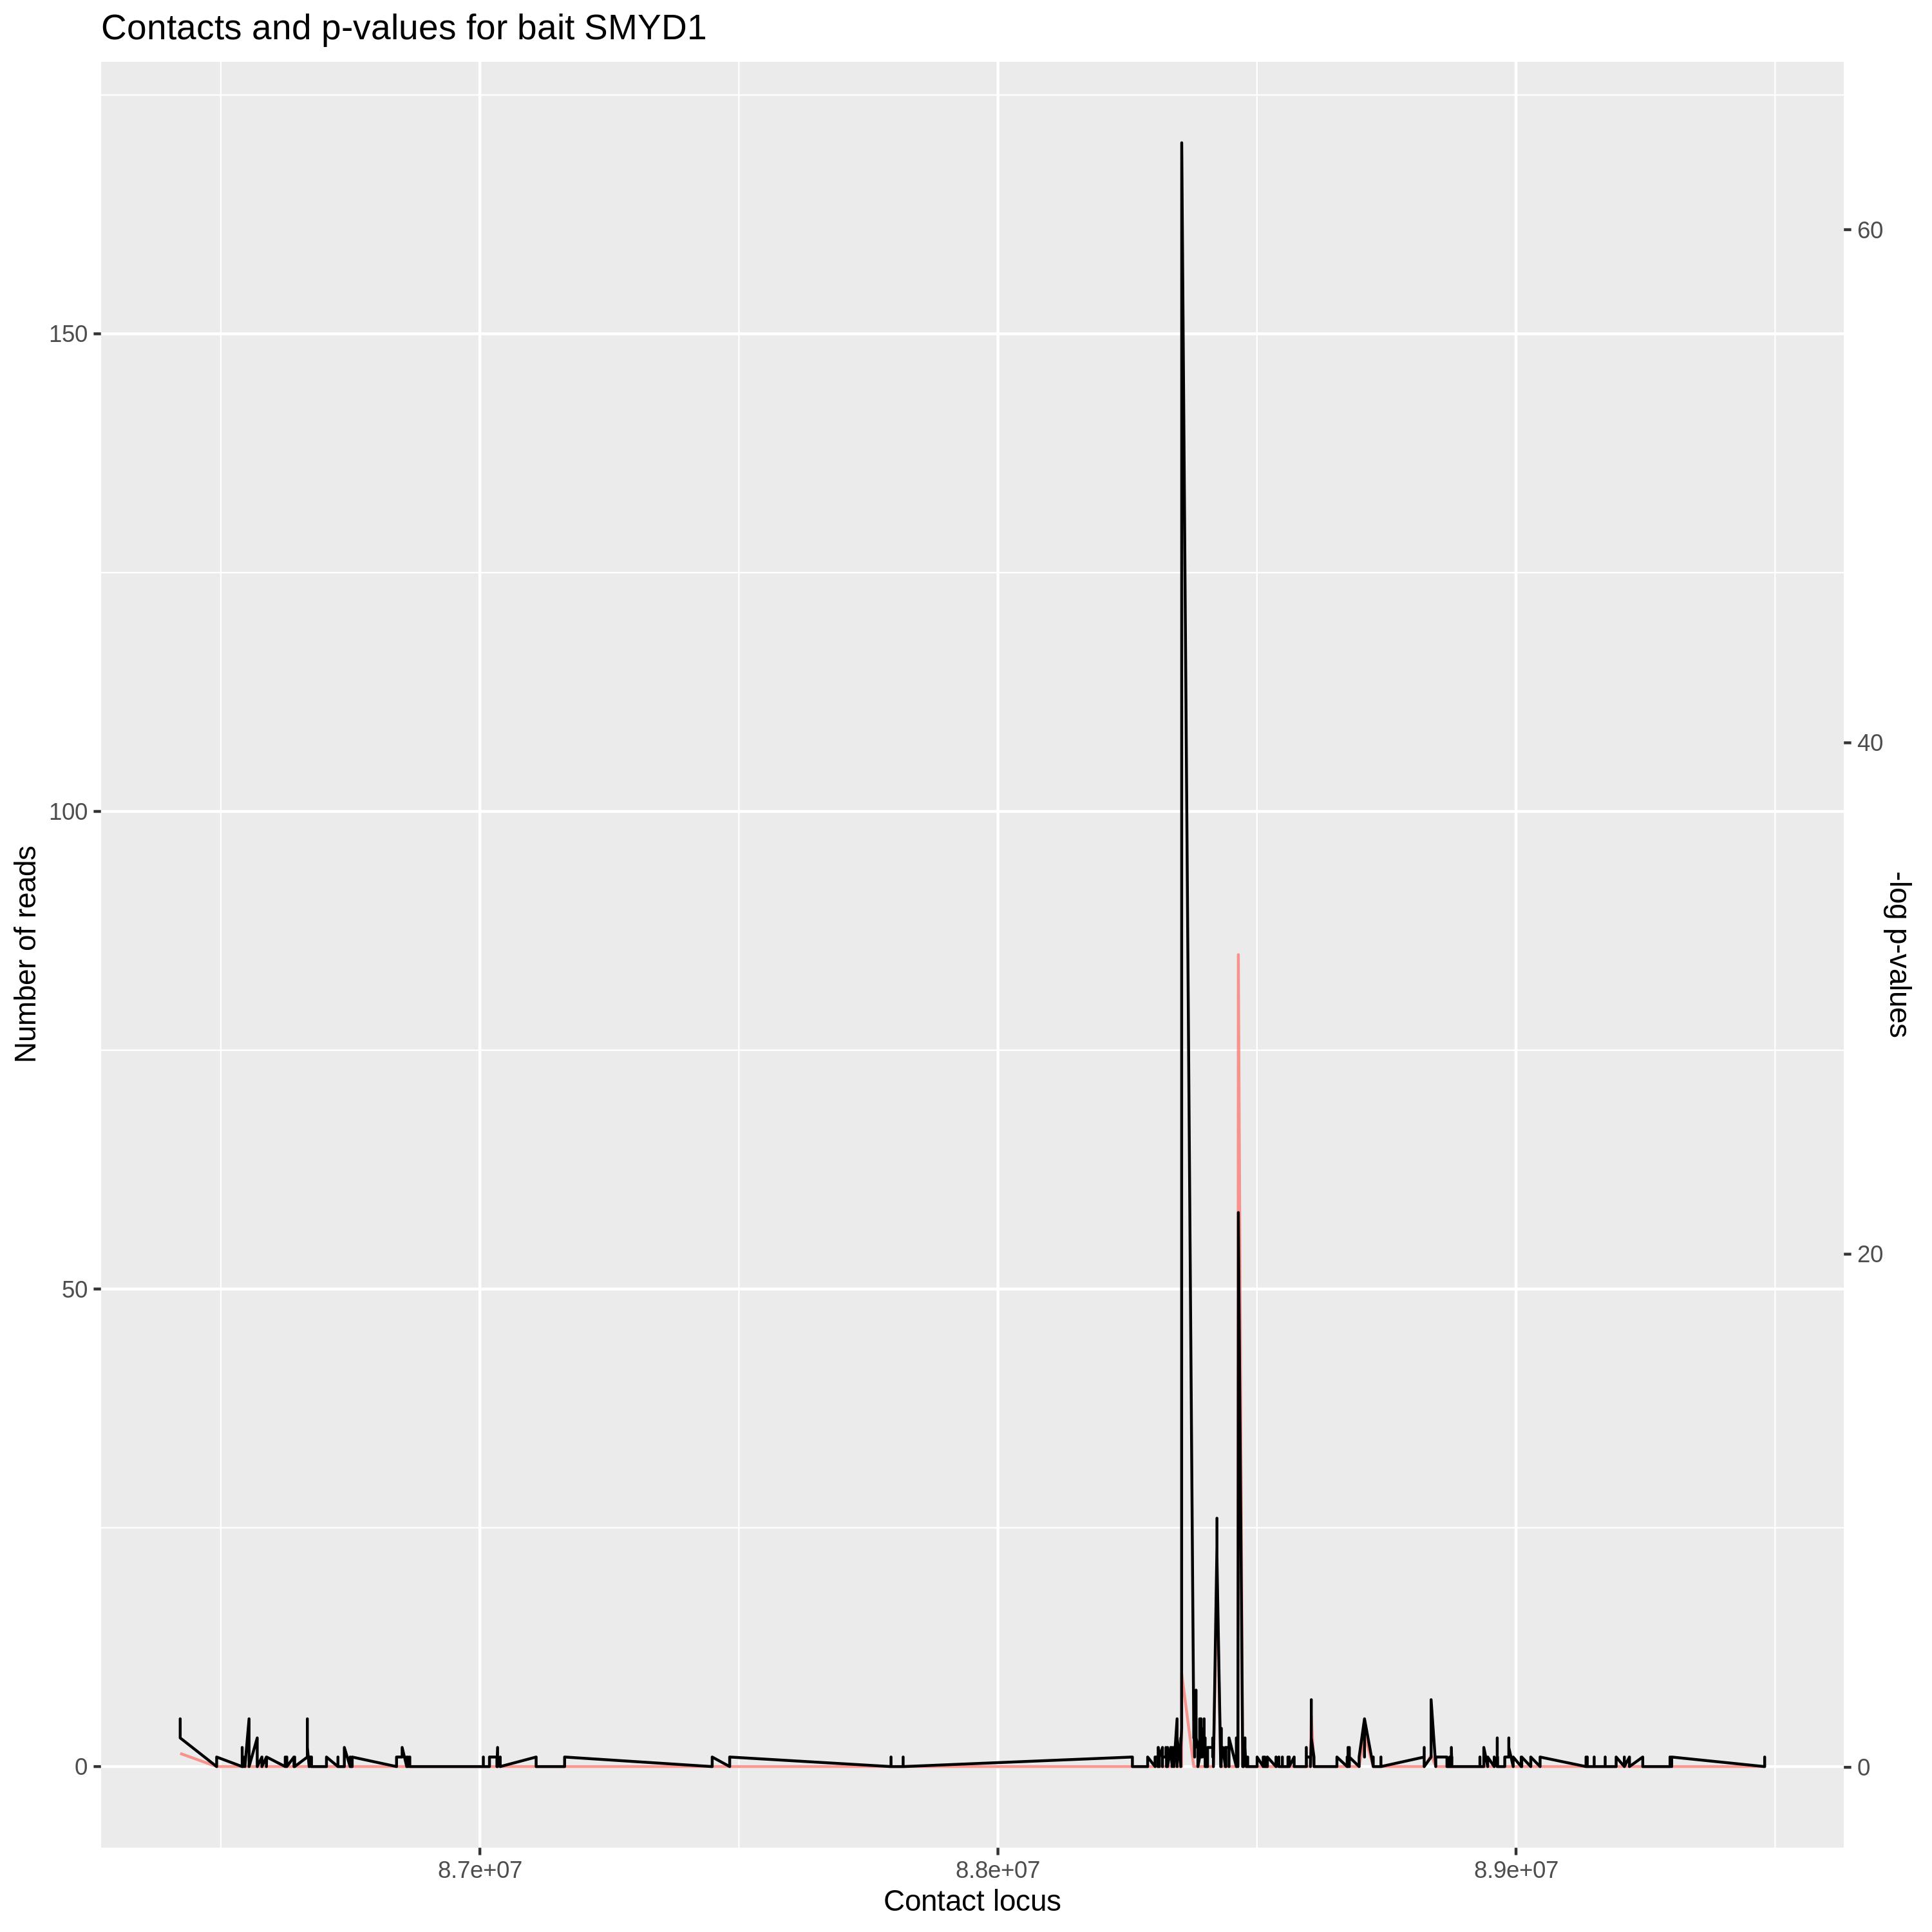 Contacts and p-values for bait SMYD1
150
100
50
0
Number of reads
60
40
20
0
-log p-values
8.7e+07
8.8e+07
8.9e+07
Contact locus